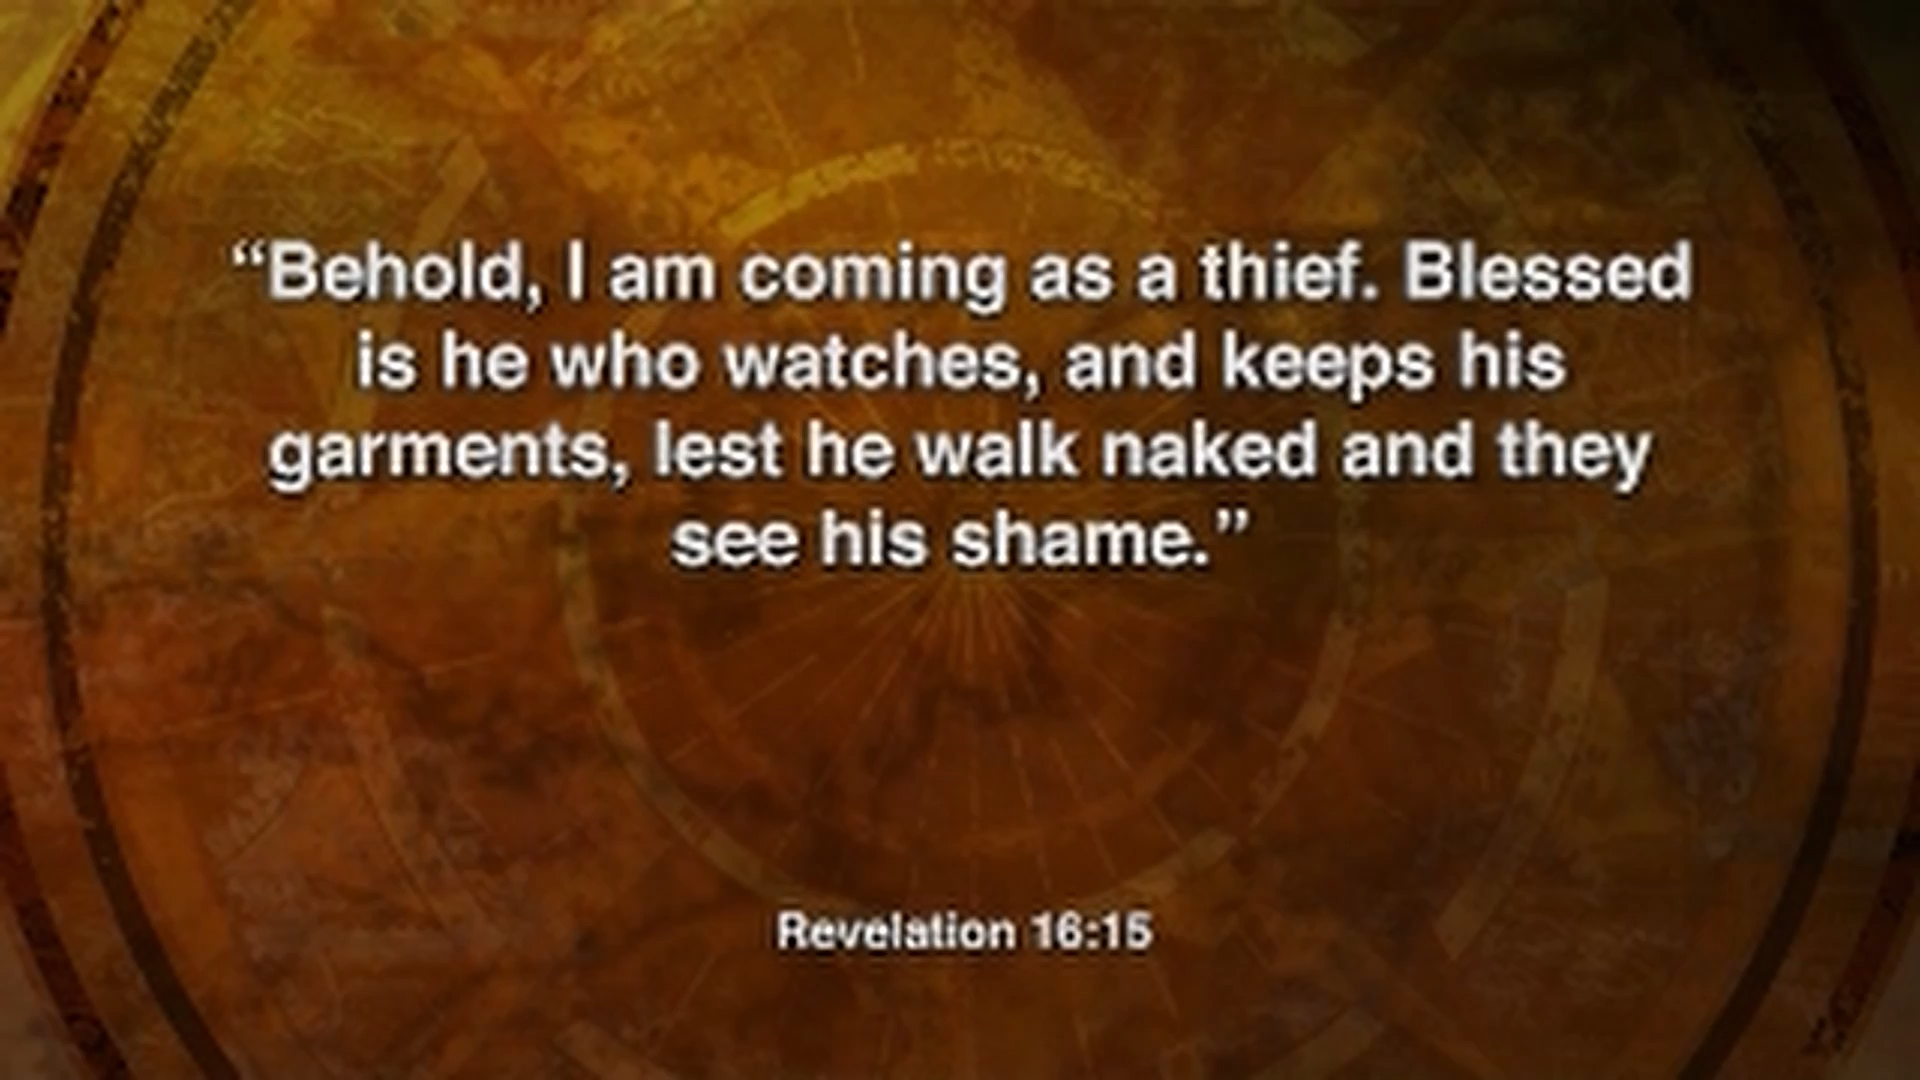 “Behold, I am coming as a thief. Blessed
is he who watches, and keeps his
garments, lest he walk naked and they
see his shame.”
Revelation 16:15